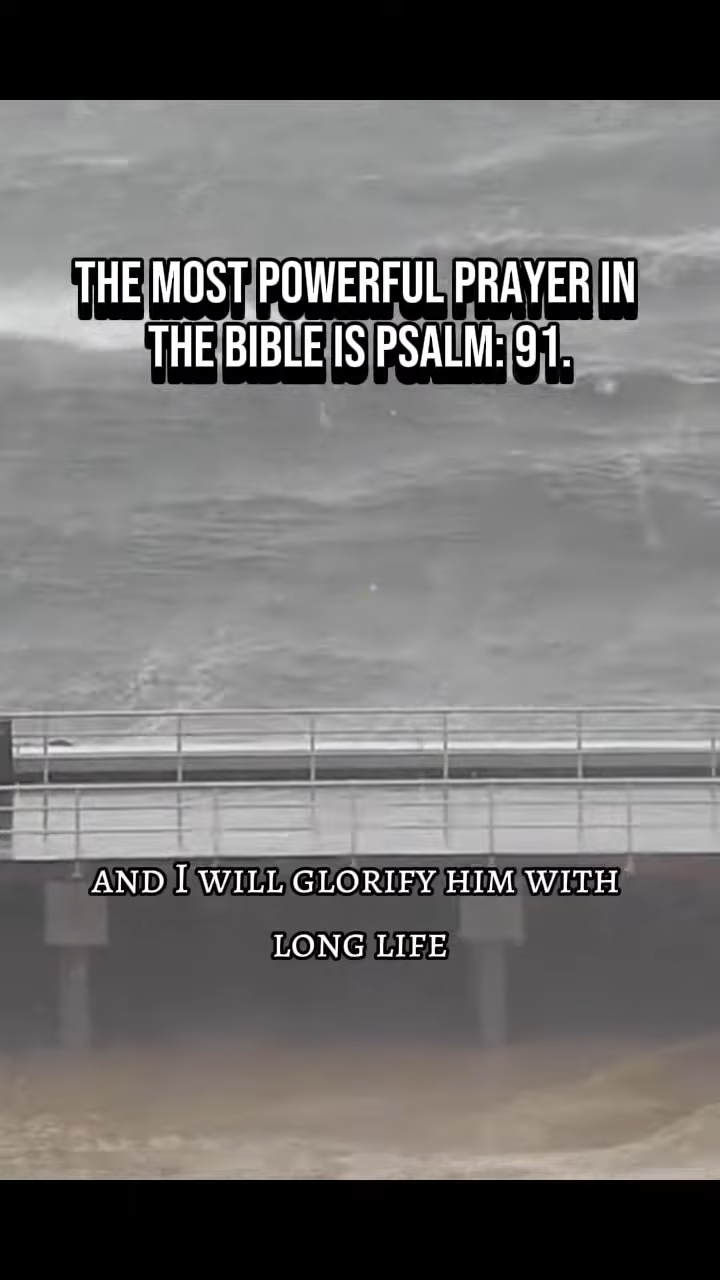 THE MOST POWERFUL PRAYER IN
THE BIBLE IS PSALM: 91.
AND I WILL GLORIFY HIM WITH
LONG LIFE